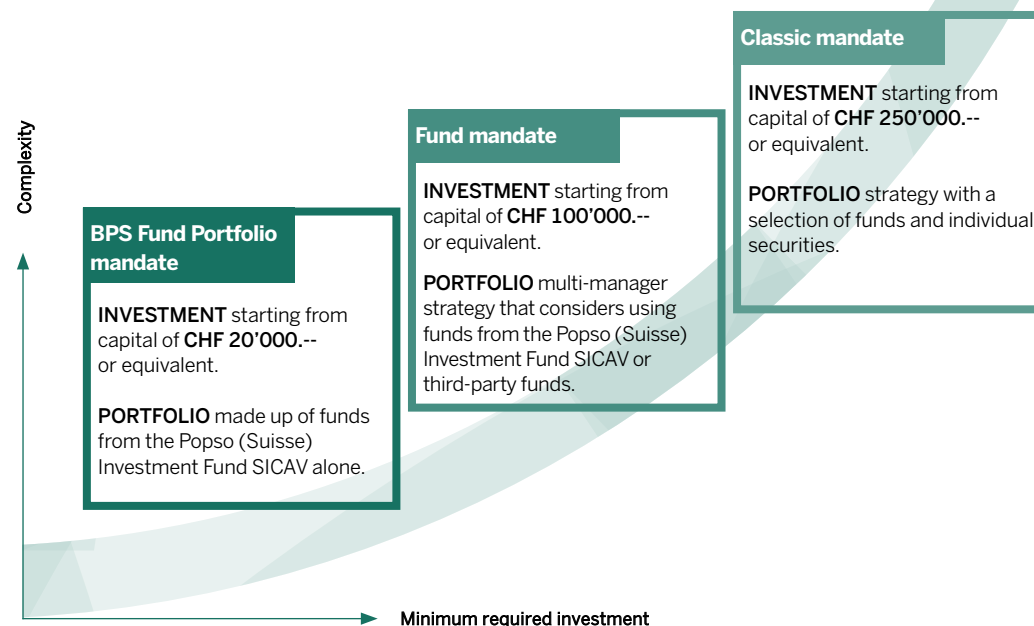 Complexity
BPS Fund Portfolio
mandate
INVESTMENT starting from
capital of CHF 20’000.--
or equivalent.
PORTFOLIO made up of funds
from the Popso (Suisse)
Investment Fund SICAV alone.
Fund mandate
INVESTMENT starting from
capital of CHF 100’000.--
or equivalent.
PORTFOLIO multi-manager
strategy that considers using
funds from the Popso (Suisse)
Investment Fund SICAV or
third-party funds.
Classic mandate
INVESTMENT starting from
capital of CHF 250’000.--
or equivalent.
PORTFOLIO strategy with a
selection of funds and individual
securities.
Minimum required investment